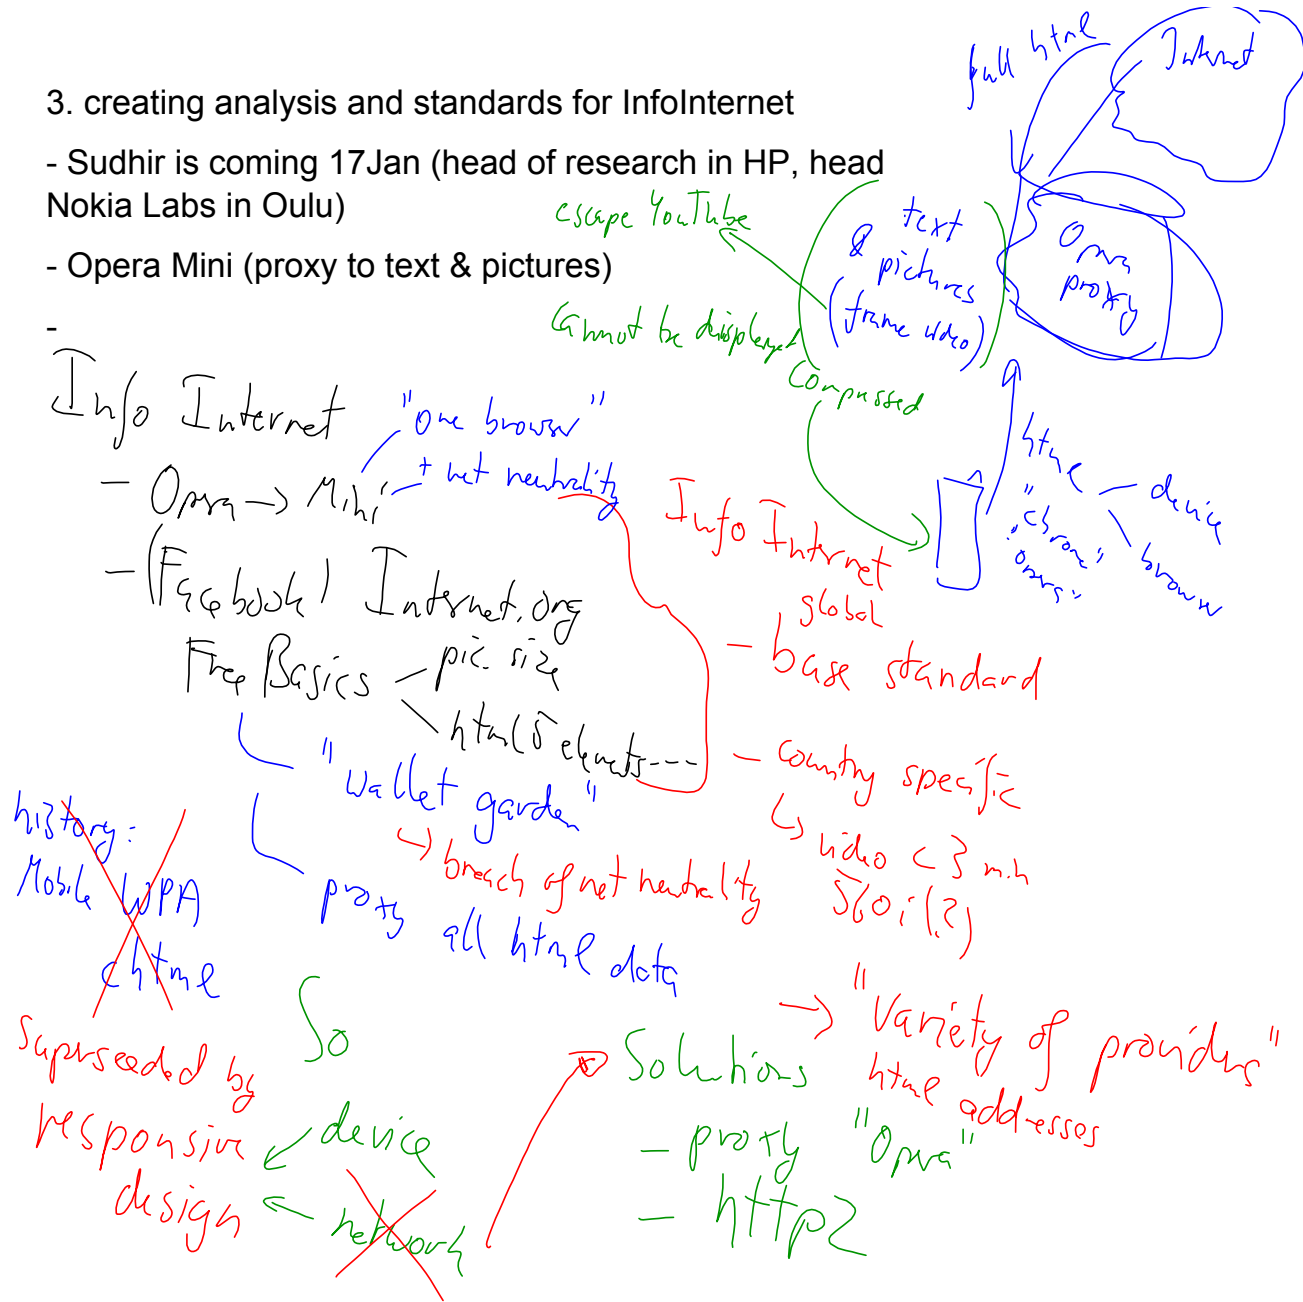 3. creating analysis and standards for InfoInternet
- Sudhir is coming 17Jan (head of research in HP, head
Nokia Labs in Oulu)
- Opera Mini (proxy to text & pictures)
-
full html
Internet
escape YouTube
text
& pictures
(frame video)
Opera
proxy
Cannot be displayed
Compressed
html
device
browser
"chrome"
"opera"
Info Internet
- Opera → Mini
"one browser"
+ net neutrality
- (Facebook) Internet.org
Free Basics
pic. size
html5 elements ---
"wallet garden"
→ breach of net neutrality
proxy all html data
Info Internet
global
- base standard
- country specific
↳ video < 3 min
→ "Variety of providers"
html addresses
history:
Mobile WPA
chtml
Superseeded by
responsive
design
So
device
network
Solutions
- proxy "Opera"
- http2